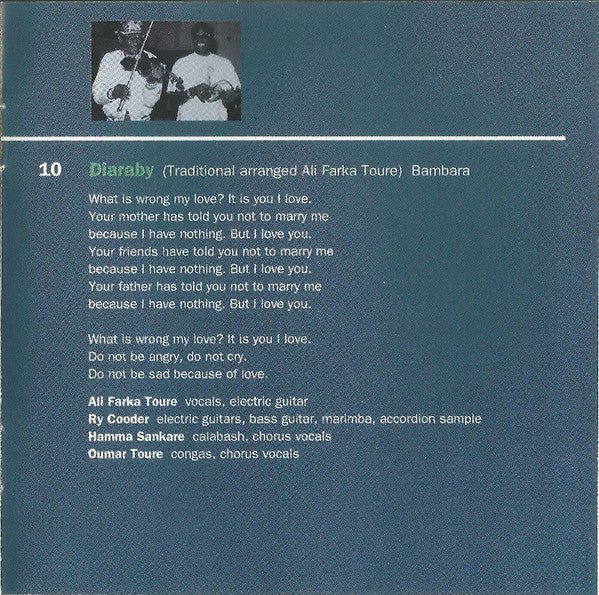 10 Diaraby (Traditional arranged Ali Farka Toure) Bambara
What is wrong my love? It is you I love.
Your mother has told you not to marry me
because I have nothing. But I love you.
Your friends have told you not to marry me
because I have nothing. But I love you.
Your father has told you not to marry me
because I have nothing. But I love you.
What is wrong my love? It is you I love.
Do not be angry, do not cry.
Do not be sad because of love.
Ali Farka Toure vocals, electric guitar
Ry Cooder electric guitars, bass guitar, marimba, accordion sample
Hamma Sankare calabash, chorus vocals
Oumar Toure congas, chorus vocals